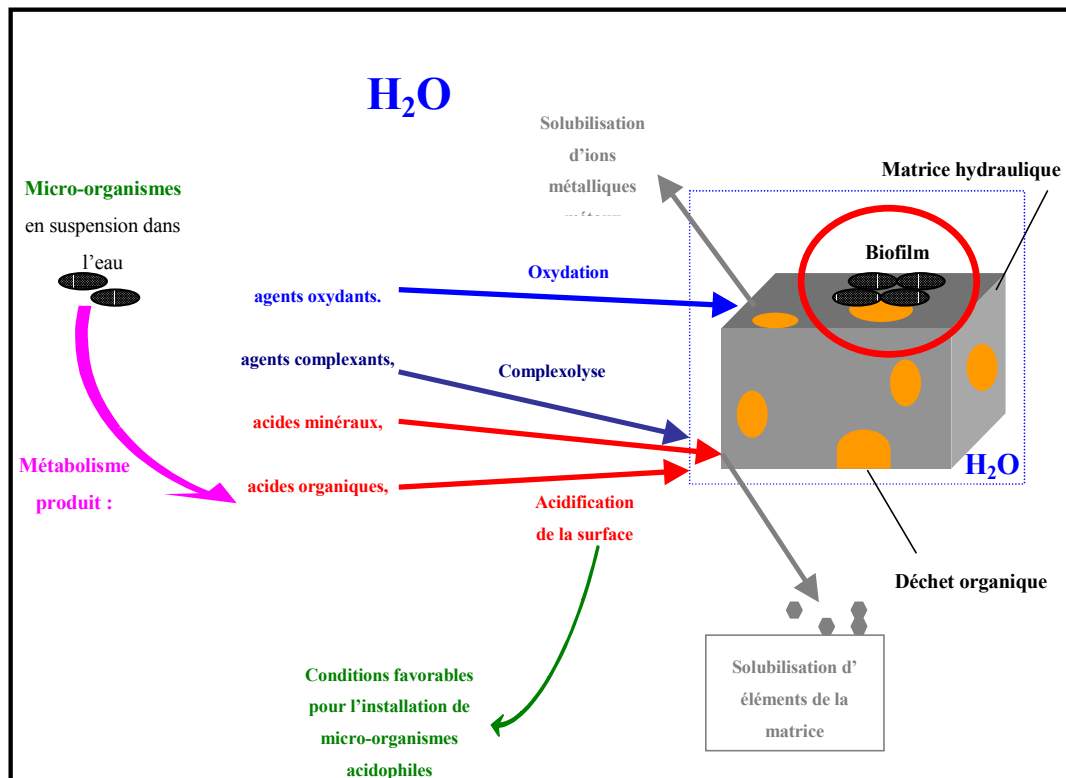 H₂O
Solubilisation
d’ions
métalliques
Matrice hydraulique
Micro-organismes
en suspension dans
l’eau
Biofilm
Oxydation
agents oxydants.
agents complexants,
Complexolyse
acides minéraux,
H₂O
Métabolisme
produit :
acides organiques,
Acidification
de la surface
Déchet organique
Conditions favorables
pour l’installation de
micro-organismes
acidophiles
Solubilisation d’
éléments de la
matrice